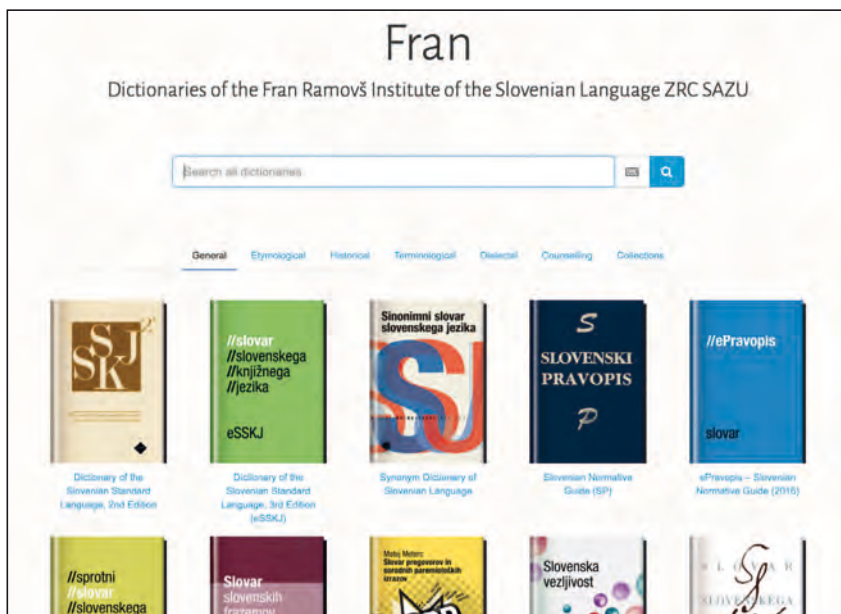 Fran
Dictionaries of the Fran Ramovš Institute of the Slovenian Language ZRC SAZU
Search all dictionaries
General Etymological Historical Terminological Dialectal Counselling Collections
SSKJ2
//slovar
//slovenskega
//knjižnega
//jezika
eSSKJ
Sinonimni slovar
slovenskega jezika
SSSJ
S
SLOVENSKI
PRAVOPIS
P
//ePravopis
slovar
Dictionary of the
Slovenian Standard
Language, 2nd Edition
Dictionary of the
Slovenian Standard
Language, 3rd Edition
(eSSKJ)
Synonym Dictionary of
Slovenian Language
Slovenian Normative
Guide (SP)
ePravopis – Slovenian
Normative Guide (2016)
//sprotni
//slovar
//slovenskega
Slovar
slovenskih
frazemov
Matej Meterc
Slovar pregovorov in
sorodnih paremioloških
izrazov
Slovenska
vezljivost
SLOVAR
SLOVENSKEGA